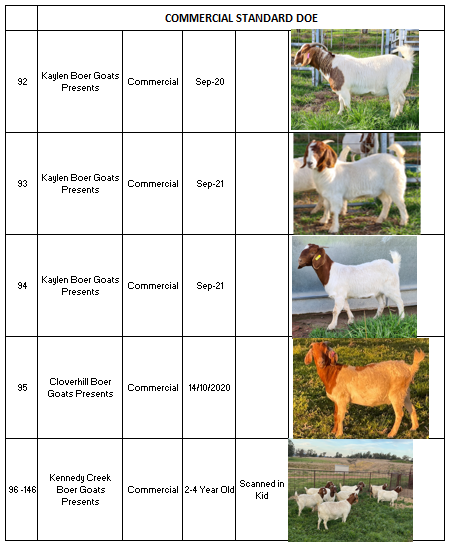 COMMERCIAL STANDARD DOE
92
Kaylen Boer Goats
Presents
Commercial
Sep-20
93
Kaylen Boer Goats
Presents
Commercial
Sep-21
94
Kaylen Boer Goats
Presents
Commercial
Sep-21
95
Cloverhill Boer
Goats Presents
Commercial
14/10/2020
96 -146
Kennedy Creek
Boer Goats
Presents
Commercial
2-4 Year Old
Scanned in
Kid